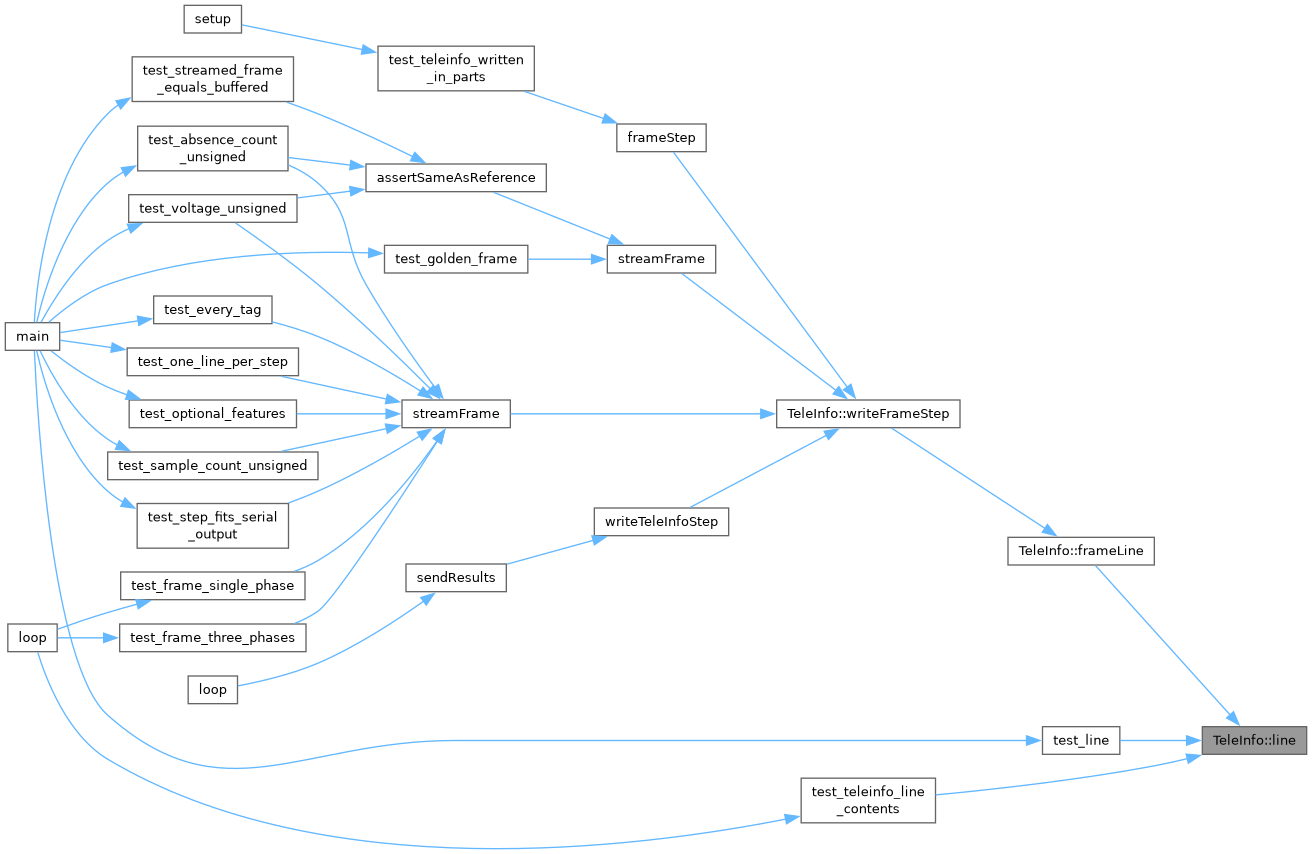 setup
test_teleinfo_written
_in_parts
test_streamed_frame
_equals_buffered
frameStep
test_absence_count
_unsigned
assertSameAsReference
test_voltage_unsigned
test_golden_frame
streamFrame
test_every_tag
main
test_one_line_per_step
test_optional_features
streamFrame
TeleInfo::writeFrameStep
test_sample_count_unsigned
test_step_fits_serial
_output
writeTeleInfoStep
TeleInfo::frameLine
sendResults
test_frame_single_phase
loop
test_frame_three_phases
loop
test_line
TeleInfo::line
test_teleinfo_line
_contents